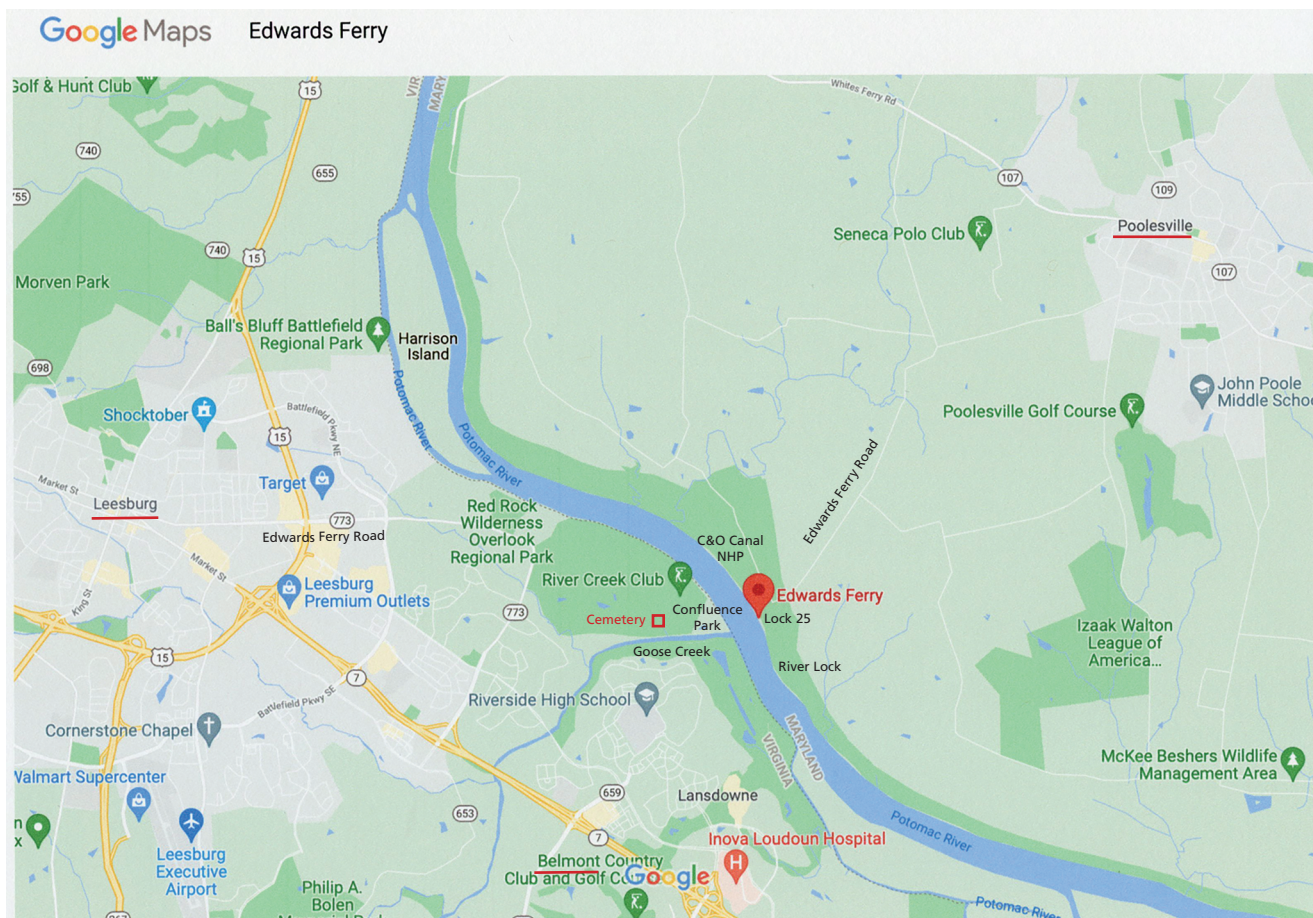 Google Maps Edwards Ferry
Golf & Hunt Club
15
VIR
MARY
Whites Ferry Rd
740
655
755
107
109
Poolesville
740
15
Seneca Polo Club
107
Morven Park
Ball's Bluff Battlefield
Regional Park
Harrison
Island
698
John Poole
Middle Schoo
Shocktober
Battlefield Pkwy NE
Potomac River
Poolesville Golf Course
15
Potomac River
Edwards Ferry Road
Target
Market St
Leesburg
773
Edwards Ferry Road
Red Rock
Wilderness
Overlook
Regional Park
C&O Canal
NHP
Market St
River Creek Club
Leesburg
Premium Outlets
Edwards Ferry
King St
773
Cemetery
Confluence
Park
Lock 25
Izaak Walton
League of
America...
Goose Creek
15
River Lock
7
Riverside High School
Battlefield Pkwy SE
Cornerstone Chapel
MARYLAND
VIRGINIA
McKee Beshers Wildlife
Management Area
Walmart Supercenter
659
Lansdowne
653
Potomac River
n
x
7
Inova Loudoun Hospital
Leesburg
Executive
Airport
Belmont Country
Club and Golf Co
Google
Philip A.
Bolen
Memorial Park
267
Potomac River